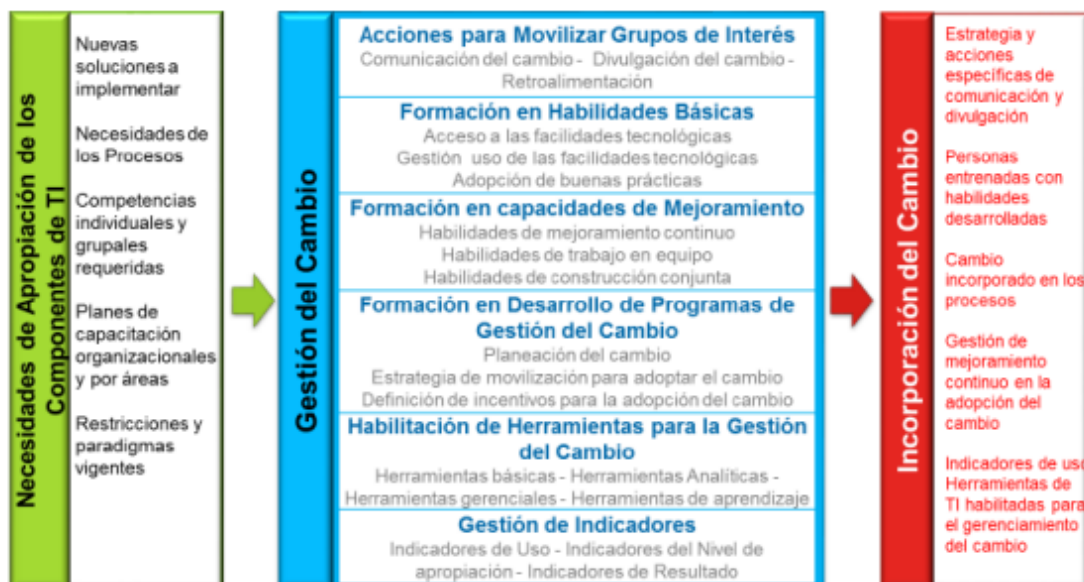 Necesidades de Apropiación de los
Componentes de TI
Nuevas
soluciones a
implementar
Necesidades de
los Procesos
Competencias
individuales y
grupales
requeridas
Planes de
capacitación
organizacionales
y por áreas
Restricciones y
paradigmas
vigentes
Gestión del Cambio
Acciones para Movilizar Grupos de Interés
Comunicación del cambio - Divulgación del cambio -
Retroalimentación
Formación en Habilidades Básicas
Acceso a las facilidades tecnológicas
Gestión uso de las facilidades tecnológicas
Adopción de buenas prácticas
Formación en capacidades de Mejoramiento
Habilidades de mejoramiento continuo
Habilidades de trabajo en equipo
Habilidades de construcción conjunta
Formación en Desarrollo de Programas de
Gestión del Cambio
Planeación del cambio
Estrategia de movilización para adoptar el cambio
Definición de incentivos para la adopción del cambio
Habilitación de Herramientas para la Gestión
del Cambio
Herramientas básicas - Herramientas Analíticas -
Herramientas gerenciales - Herramientas de aprendizaje
Gestión de Indicadores
Indicadores de Uso - Indicadores del Nivel de
apropiación - Indicadores de Resultado
Incorporación del Cambio
Estrategia y
acciones
específicas de
comunicación y
divulgación
Personas
entrenadas con
habilidades
desarrolladas
Cambio
incorporado en los
procesos
Gestión de
mejoramiento
continuo en la
adopción del
cambio
Indicadores de uso
Herramientas de
TI habilitadas para
el gerenciamiento
del cambio